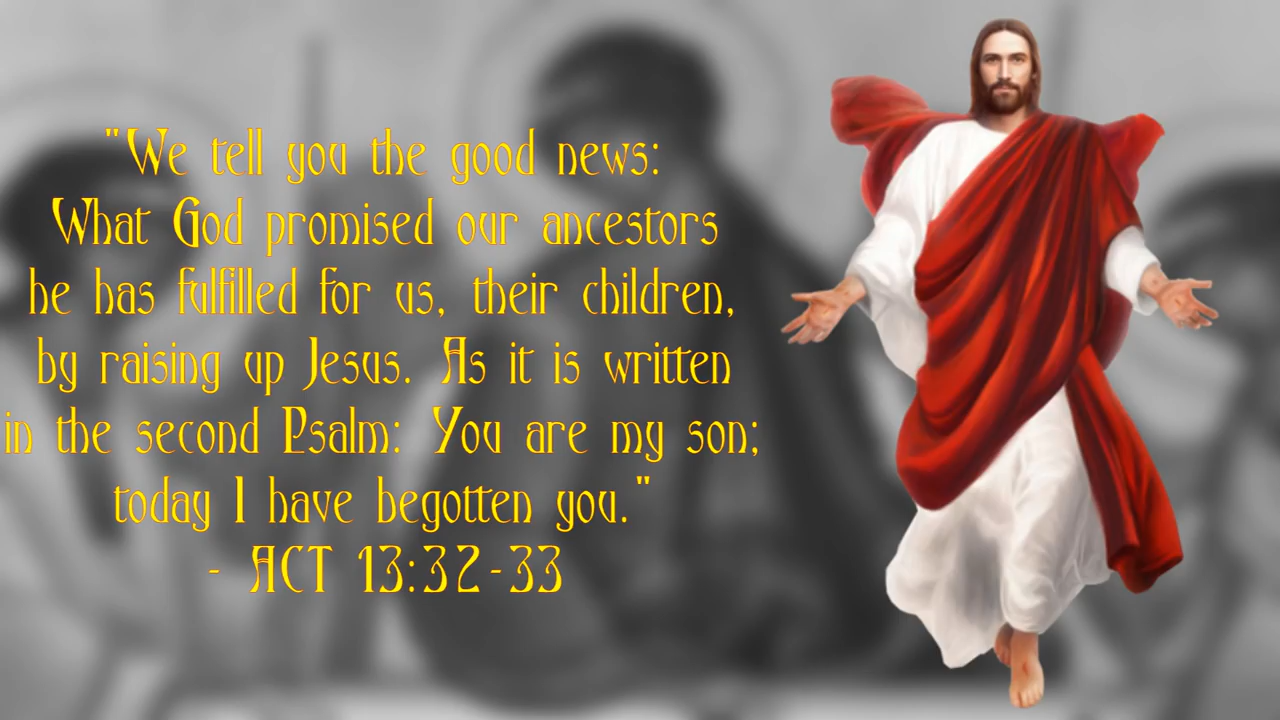 "We tell you the good news:
What God promised our ancestors
he has fulfilled for us, their children,
by raising up Jesus. As it is written
in the second Psalm: You are my son;
today I have begotten you."
- ACT 13:32-33